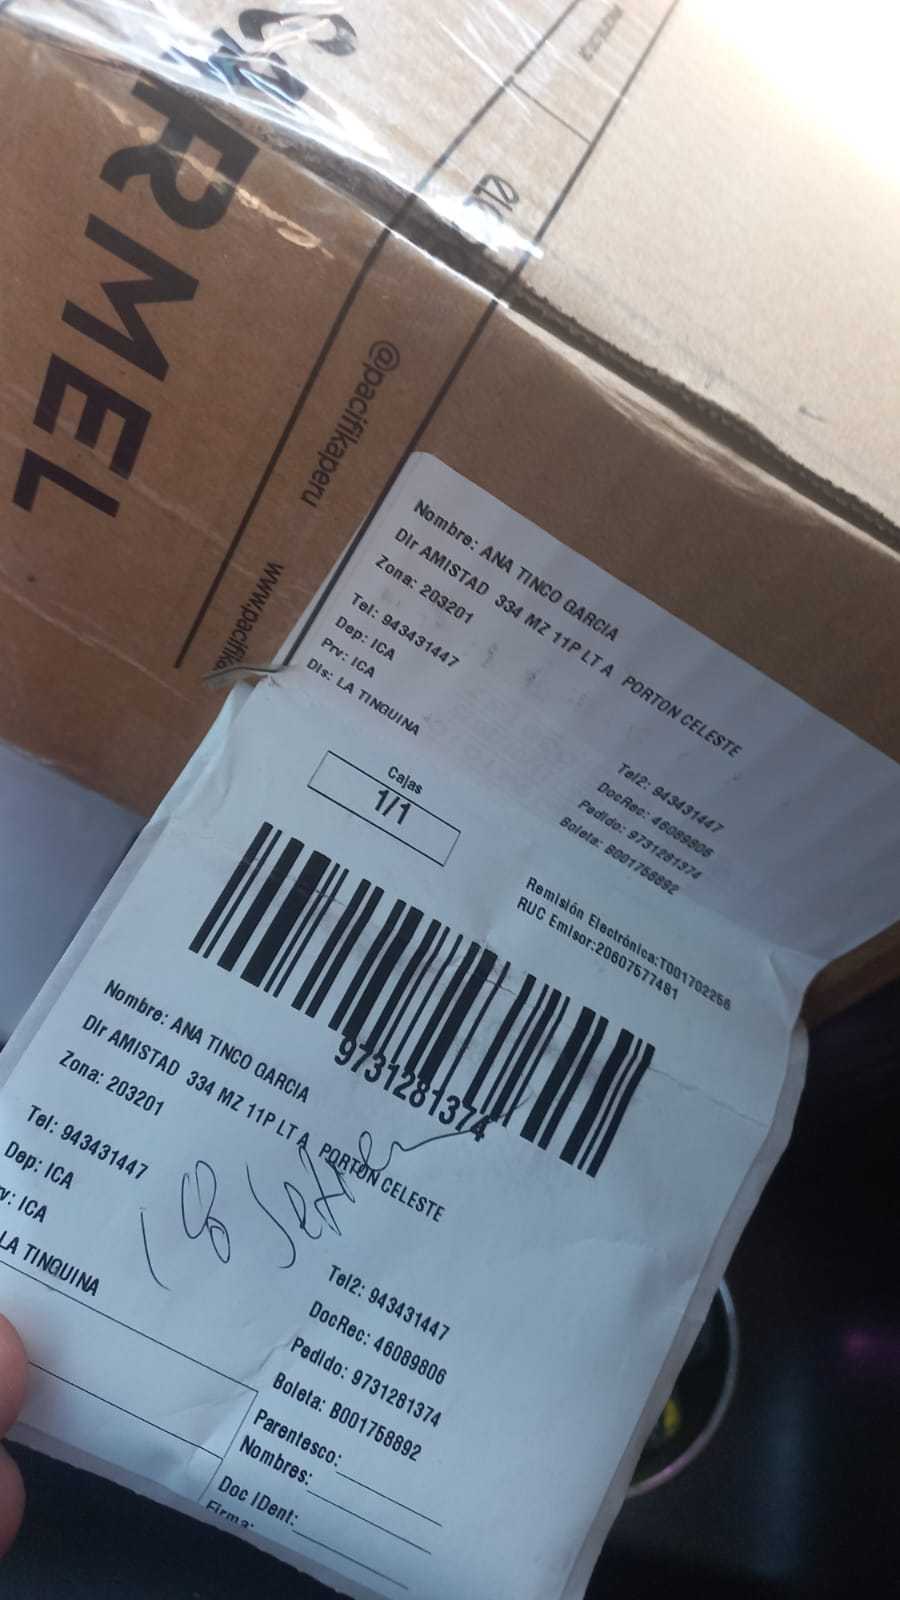 CARMEL
@pacifikaperu
www.pacifika
Nombre: ANA TINCO GARCIA
Dir AMISTAD 334 MZ 11P LT A PORTON CELESTE
Zona: 203201
Tel: 943431447
Dep: ICA
Prv: ICA
Dis: LA TINGUINA
Tel2: 943431447
DocRec: 46089806
Pedido: 9731281374
Boleta: B001758892
Cajas
1/1
Remisión Electrónica:T001702256
RUC Emisor:20607577481
9731281374
Nombre: ANA TINCO GARCIA
Dir AMISTAD 334 MZ 11P LT A PORTON CELESTE
Zona: 203201
Tel: 943431447
Dep: ICA
rv: ICA
LA TINGUINA
Tel2: 943431447
DocRec: 46089806
Pedido: 9731281374
Boleta: B001758892
Parentesco:
Nombres:
Doc IDent:
Firma: